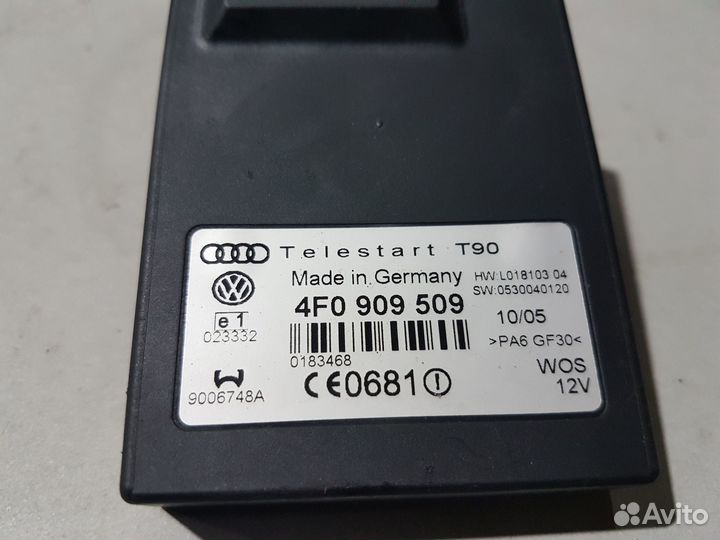 Telestart T90
Made in Germany
HW:L018103 04
SW:0530040120
4F0 909 509
10/05
e1
023332
>PA6 GF30<
0183468
WOS
12V
9006748A
CE0681
Avito